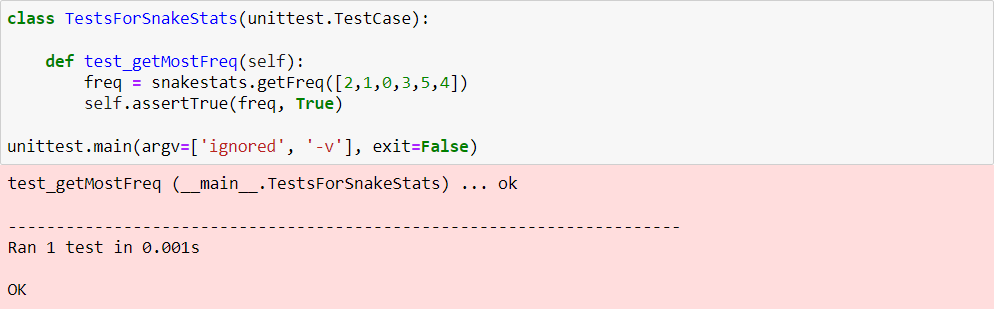 class TestsForSnakeStats(unittest.TestCase):
    def test_getMostFreq(self):
        freq = snakestats.getFreq([2,1,0,3,5,4])
        self.assertTrue(freq, True)
unittest.main(argv=['ignored', '-v'], exit=False)
test_getMostFreq (__main__.TestsForSnakeStats) ... ok
----------------------------------------------------------------------
Ran 1 test in 0.001s
OK